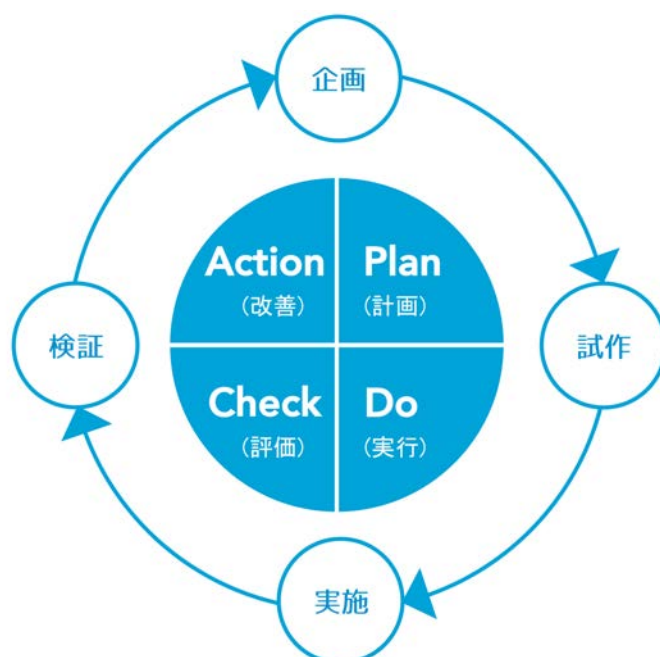 企画
Action
(改善)
Plan
(計画)
検証
試作
Check
(評価)
Do
(実行)
実施